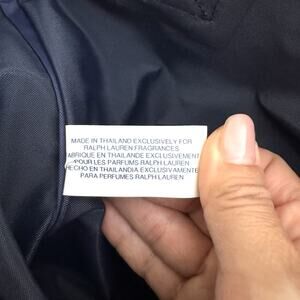 MADE IN THAILAND EXCLUSIVELY FOR
RALPH LAUREN FRAGRANCES
FABRIQUE EN THAILANDE EXCLUSIVEMENT
POUR LES PARFUMS RALPH LAUREN
HECHO EN THAILANDIA EXCLUSIVAMENTE
PARA PERFUMES RALPH LAUREN